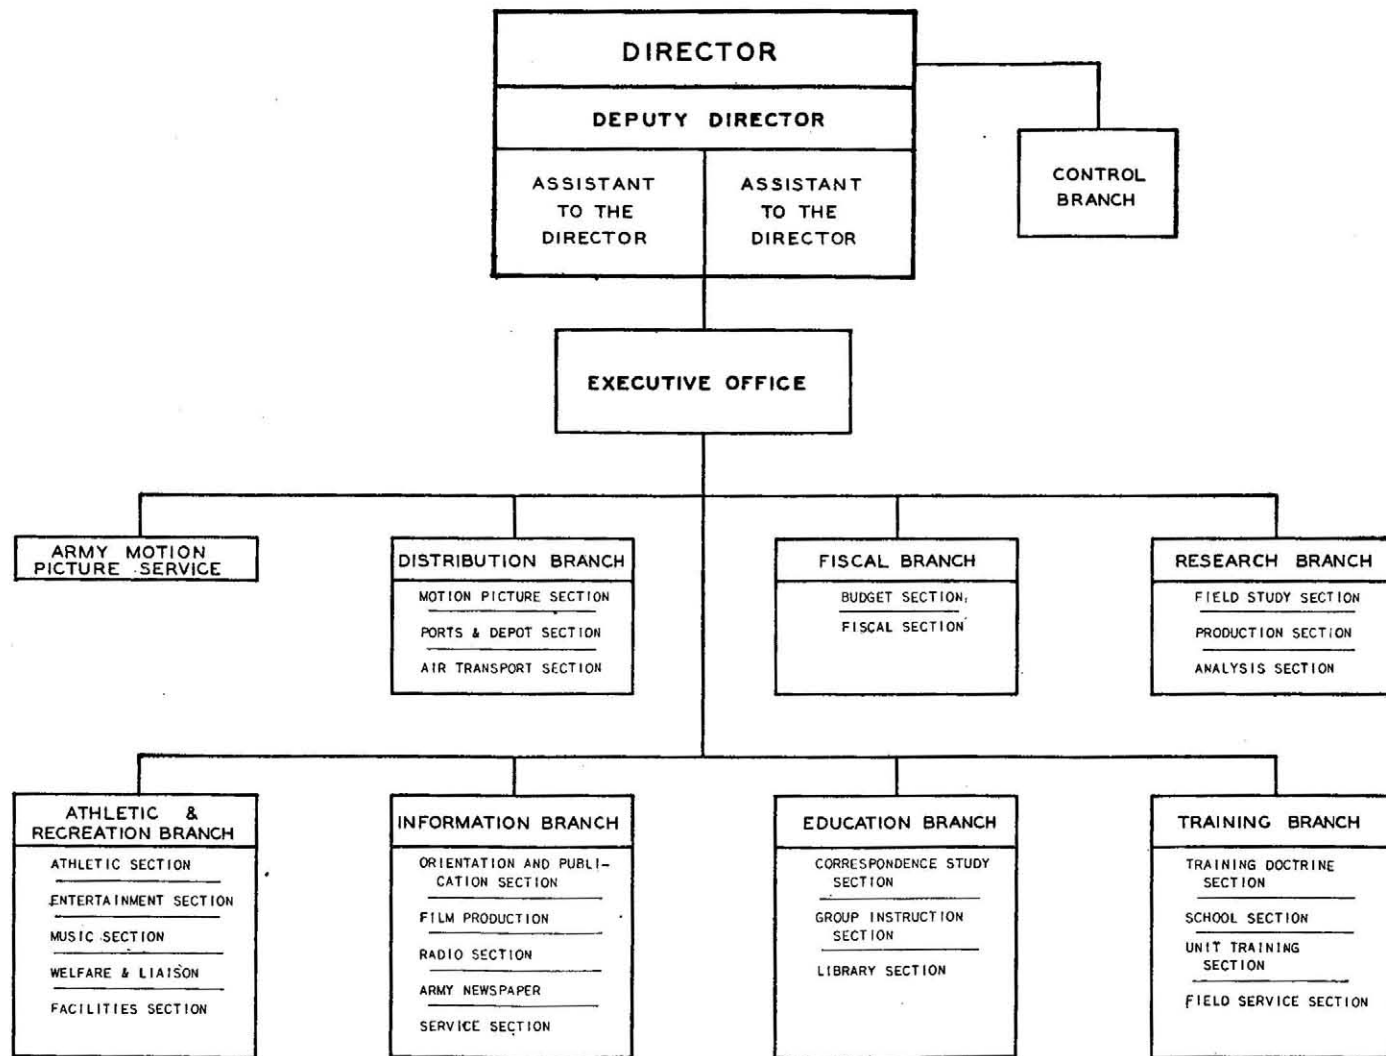 DIRECTOR
DEPUTY DIRECTOR
ASSISTANT
TO THE
DIRECTOR
ASSISTANT
TO THE
DIRECTOR
CONTROL
BRANCH
EXECUTIVE OFFICE
ARMY MOTION
PICTURE SERVICE
DISTRIBUTION BRANCH
MOTION PICTURE SECTION
PORTS & DEPOT SECTION
AIR TRANSPORT SECTION
FISCAL BRANCH
BUDGET SECTION
FISCAL SECTION
RESEARCH BRANCH
FIELD STUDY SECTION
PRODUCTION SECTION
ANALYSIS SECTION
ATHLETIC &
RECREATION BRANCH
ATHLETIC SECTION
ENTERTAINMENT SECTION
MUSIC SECTION
WELFARE & LIAISON
FACILITIES SECTION
INFORMATION BRANCH
ORIENTATION AND PUBLI-
CATION SECTION
FILM PRODUCTION
RADIO SECTION
ARMY NEWSPAPER
SERVICE SECTION
EDUCATION BRANCH
CORRESPONDENCE STUDY
SECTION
GROUP INSTRUCTION
SECTION
LIBRARY SECTION
TRAINING BRANCH
TRAINING DOCTRINE
SECTION
SCHOOL SECTION
UNIT TRAINING
SECTION
FIELD SERVICE SECTION